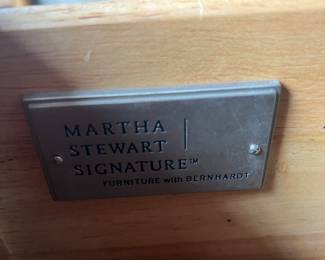 MARTHA
STEWART
SIGNATURE™
FURNITURE with BERNHARDT